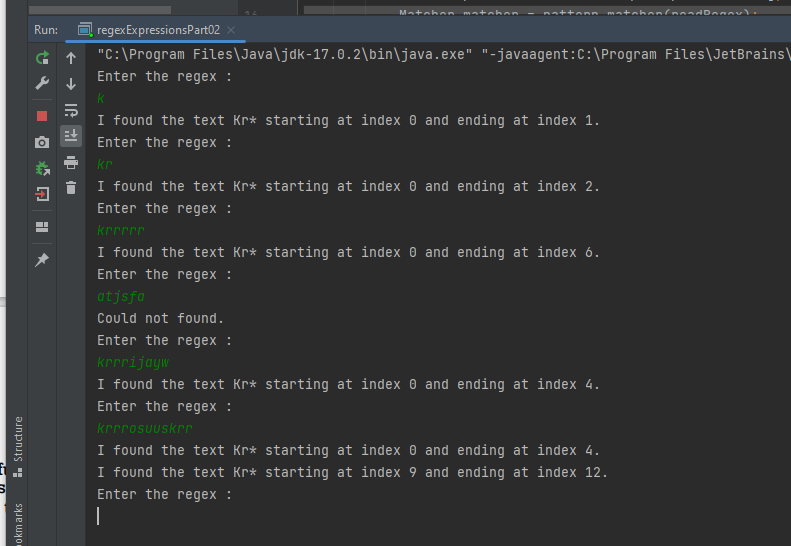 Matcher matcher = pattern.matcher(readRegex);
Run: regexExpressionsPart02
"C:\Program Files\Java\jdk-17.0.2\bin\java.exe" "-javaagent:C:\Program Files\JetBrains\
Enter the regex :
k
I found the text Kr* starting at index 0 and ending at index 1.
Enter the regex :
kr
I found the text Kr* starting at index 0 and ending at index 2.
Enter the regex :
krrrrr
I found the text Kr* starting at index 0 and ending at index 6.
Enter the regex :
atjsfa
Could not found.
Enter the regex :
krrrijayw
I found the text Kr* starting at index 0 and ending at index 4.
Enter the regex :
krrrosuuskrr
I found the text Kr* starting at index 0 and ending at index 4.
I found the text Kr* starting at index 9 and ending at index 12.
Enter the regex :
Structure